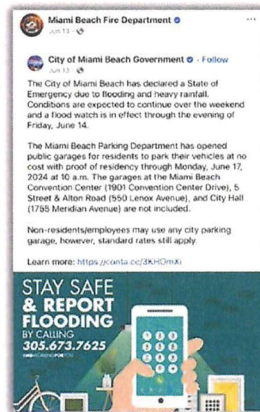 Miami Beach Fire Department
Jun 13
City of Miami Beach Government · Follow
Jun 13
The City of Miami Beach has declared a State of
Emergency due to flooding and heavy rainfall.
Conditions are expected to continue over the weekend
and a flood watch is in effect through the evening of
Friday, June 14.
The Miami Beach Parking Department has opened
public garages for residents to park their vehicles at no
cost with proof of residency through Monday, June 17,
2024 at 10 a.m. The garages at the Miami Beach
Convention Center (1901 Convention Center Drive), 5
Street & Alton Road (550 Lenox Avenue), and City Hall
(1755 Meridian Avenue) are not included.
Non-residents/employees may use any city parking
garage, however, standard rates still apply.
Learn more: https://conta.cc/3KHOmXi
STAY SAFE
& REPORT
FLOODING
BY CALLING
305.673.7625